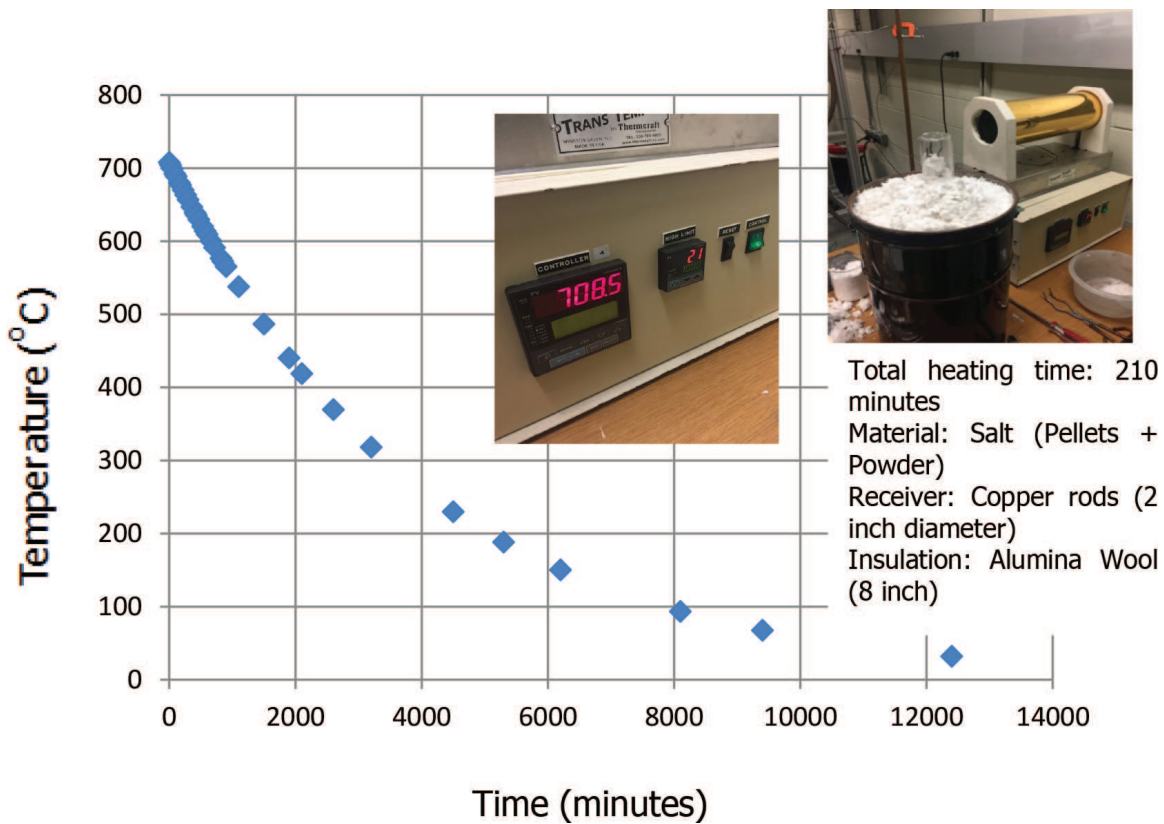 800
700
600
500
400
300
200
100
0
0
2000
4000
6000
8000
10000
12000
14000
Temperature (°C)
Time (minutes)
TRANS TEMP
Thermcraft
CONTROLLER
708.5
HIGH LIMIT
21
RESET
CONTROL
Total heating time: 210
minutes
Material: Salt (Pellets +
Powder)
Receiver: Copper rods (2
inch diameter)
Insulation: Alumina Wool
(8 inch)